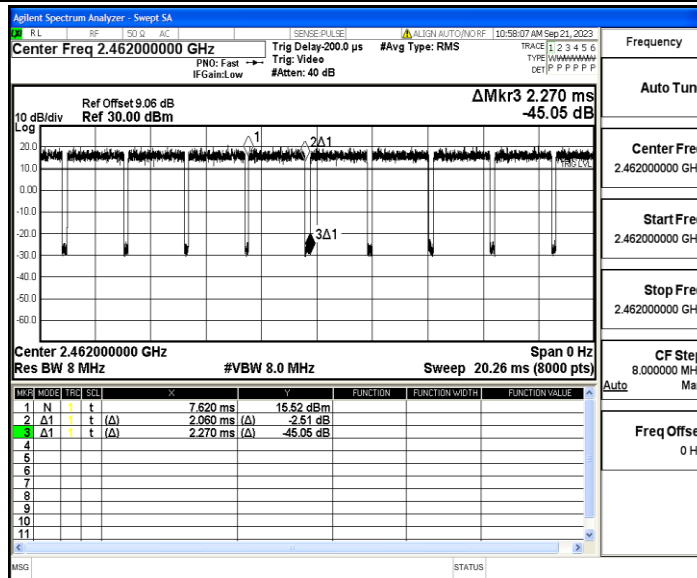 Agilent Spectrum Analyzer - Swept SA
RL RF 50 Ω AC SENSE:PULSE ALIGN AUTO/NO RF 10:58:07 AM Sep 21, 2023
Center Freq 2.462000000 GHz
PNO: Fast
IFGain:Low
Trig Delay-200.0 µs
Trig: Video
#Atten: 40 dB
#Avg Type: RMS
TRACE 1 2 3 4 5 6
TYPE
DET P P P P P P
ΔMkr3 2.270 ms
-45.05 dB
Ref Offset 9.06 dB
10 dB/div Ref 30.00 dBm
Log
1
2Δ1
20.0
TRIG LVL
10.0
0.00
-10.0
-20.0
3Δ1
-30.0
-40.0
-50.0
-60.0
Center 2.462000000 GHz Span 0 Hz
Res BW 8 MHz #VBW 8.0 MHz Sweep 20.26 ms (8000 pts)
MKR MODE TRC SCL X Y FUNCTION FUNCTION WIDTH FUNCTION VALUE
1 N 1 t 7.620 ms 15.52 dBm
2 Δ1 1 t (Δ) 2.060 ms (Δ) -2.51 dB
3 Δ1 1 t (Δ) 2.270 ms (Δ) -45.05 dB
4
5
6
7
8
9
10
11
MSG STATUS
Frequency
Auto Tun
Center Fre
2.462000000 GH
Start Fre
2.462000000 GH
Stop Fre
2.462000000 GH
CF Step
8.000000 MH
Auto Ma
Freq Offse
0 H